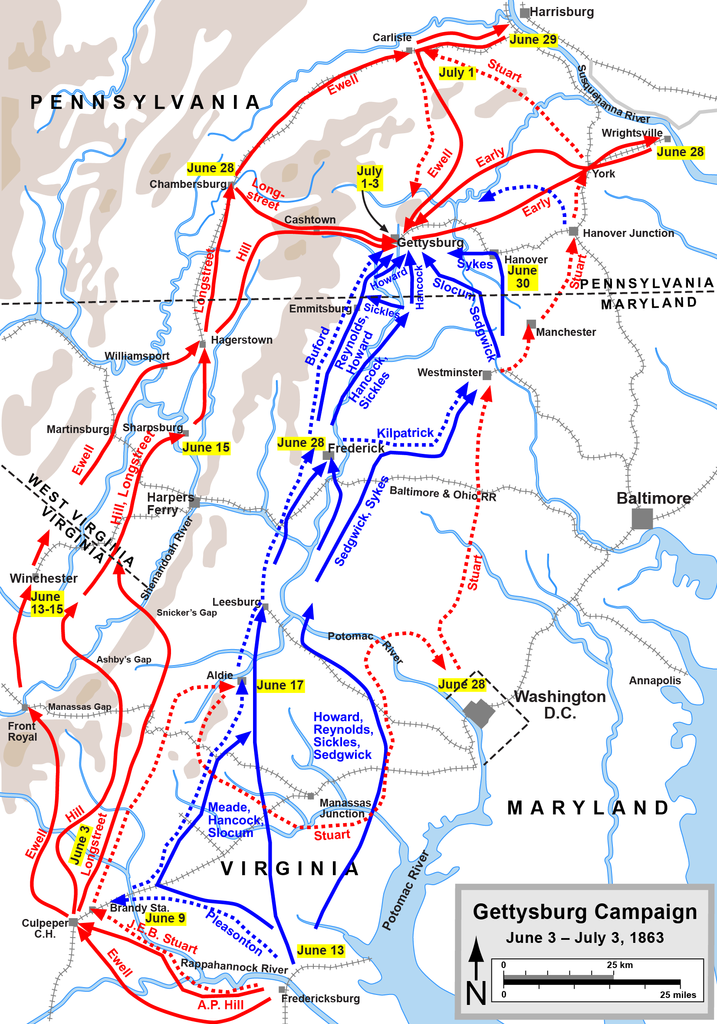 Harrisburg
Carlisle
June 29
Stuart
July 1
Ewell
PENNSYLVANIA
Susquehanna River
Wrightsville
June 28
Chambersburg
Long-
street
July
1-3
Ewell
Early
June 28
York
Early
Cashtown
Gettysburg
Hanover Junction
Hill
Longstreet
Howard
Hancock
Sykes
Hanover
June
30
Stuart
Slocum
PENNSYLVANIA
MARYLAND
Emmitsburg
Sickles
Sedgwick
Manchester
Buford
Reynolds,
Howard
Hancock,
Sickles
Hagerstown
Williamsport
Westminster
Martinsburg
Sharpsburg
June 15
June 28
Frederick
Kilpatrick
Ewell
Hill, Longstreet
WEST VIRGINIA
VIRGINIA
Harpers
Ferry
Baltimore & Ohio RR
Baltimore
Sedgwick, Sykes
Shenandoah River
Winchester
June
13-15
Snicker's Gap
Leesburg
Stuart
Potomac
River
Ashby's Gap
Aldie
June 17
June 28
Annapolis
Manassas Gap
Front
Royal
Washington
D.C.
Howard,
Reynolds,
Sickles,
Sedgwick
Meade,
Hancock,
Slocum
Manassas
Junction
Stuart
MARYLAND
Ewell
Hill
June 3
Longstreet
VIRGINIA
Potomac River
Culpeper
C.H.
Brandy Sta.
June 9
Pleasonton
J.E.B. Stuart
June 13
Rappahannock River
Ewell
A.P. Hill
Fredericksburg
Gettysburg Campaign
June 3 – July 3, 1863
N
0
25 km
0
25 miles